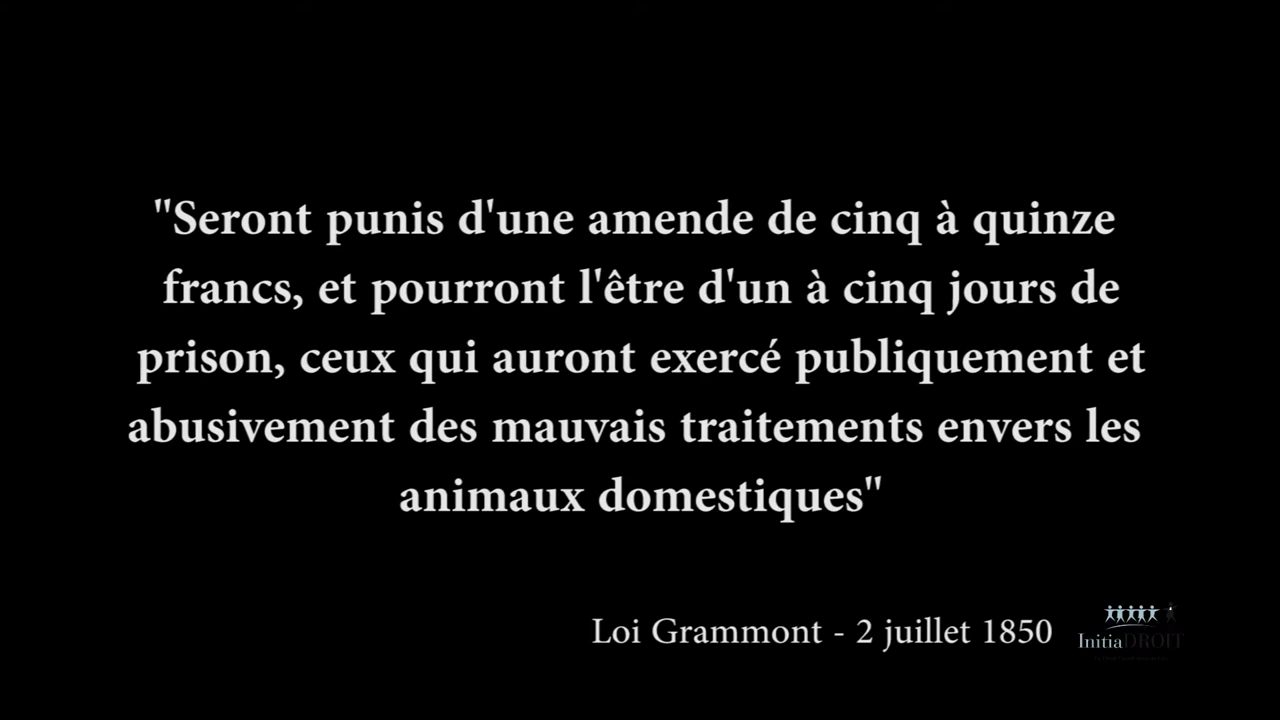 "Seront punis d'une amende de cinq à quinze
francs, et pourront l'être d'un à cinq jours de
prison, ceux qui auront exercé publiquement et
abusivement des mauvais traitements envers les
animaux domestiques"
Loi Grammont - 2 juillet 1850
InitiaDROIT